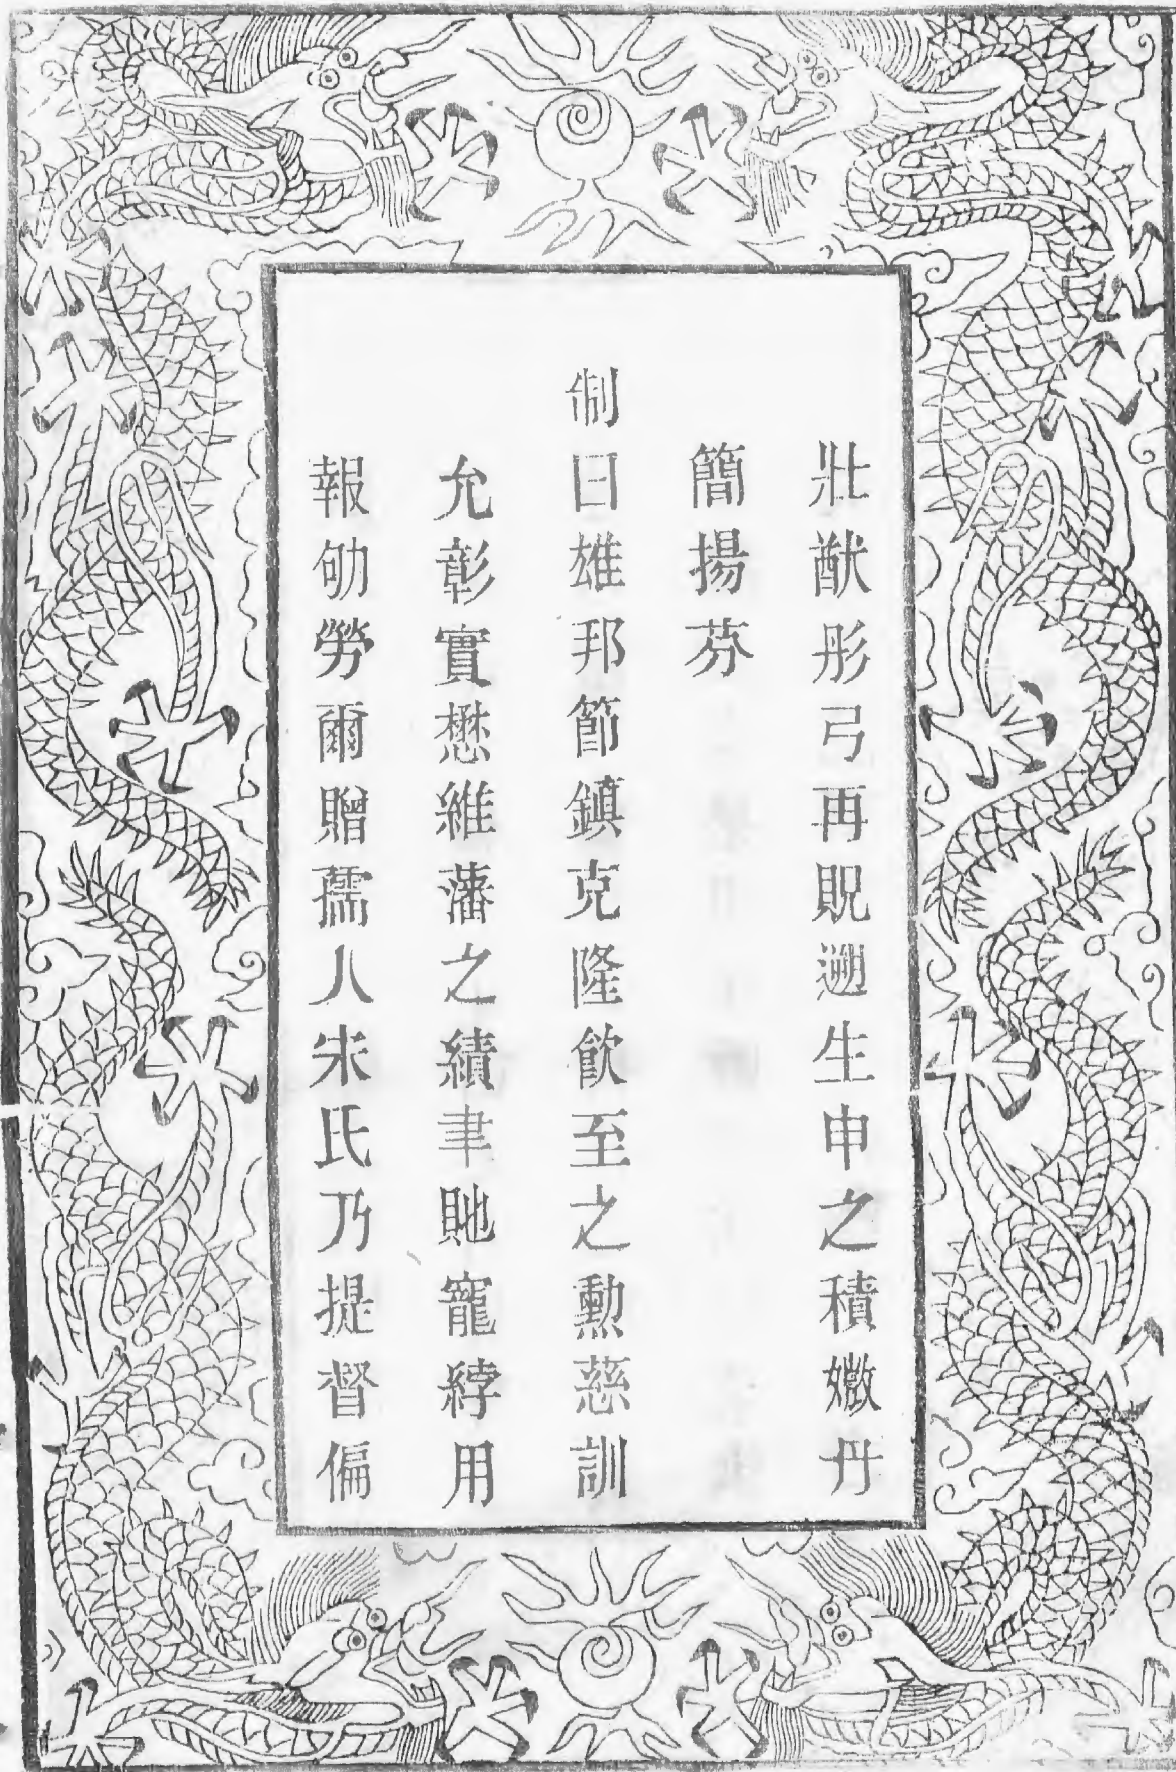 壯猷彤弓再貺遡生申之積媺丹
簡揚芬
制曰雄邦節鎮克隆飲至之勳慈訓
允彰實懋維藩之績聿貤寵綍用
報劬勞爾贈孺人朱氏乃提督偏